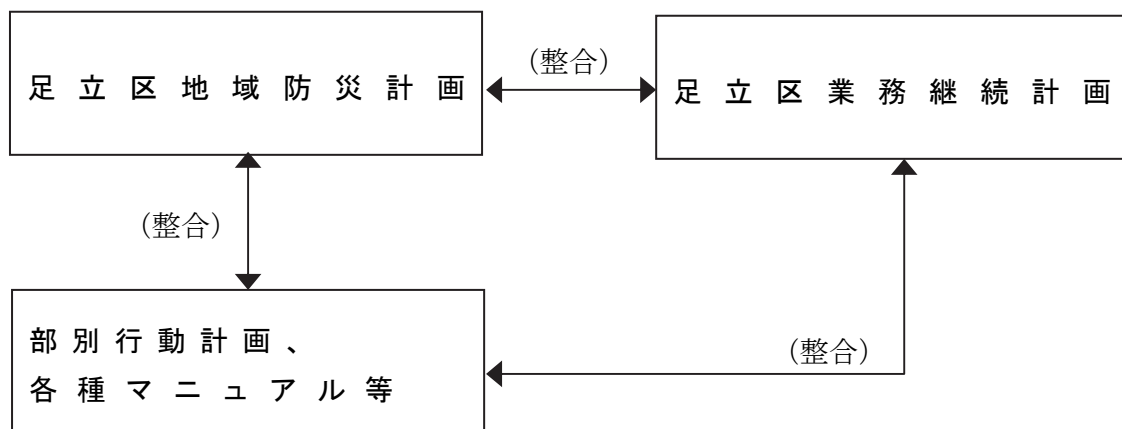 足立区地域防災計画
(整合)
足立区業務継続計画
(整合)
部別行動計画、
各種マニュアル等
(整合)